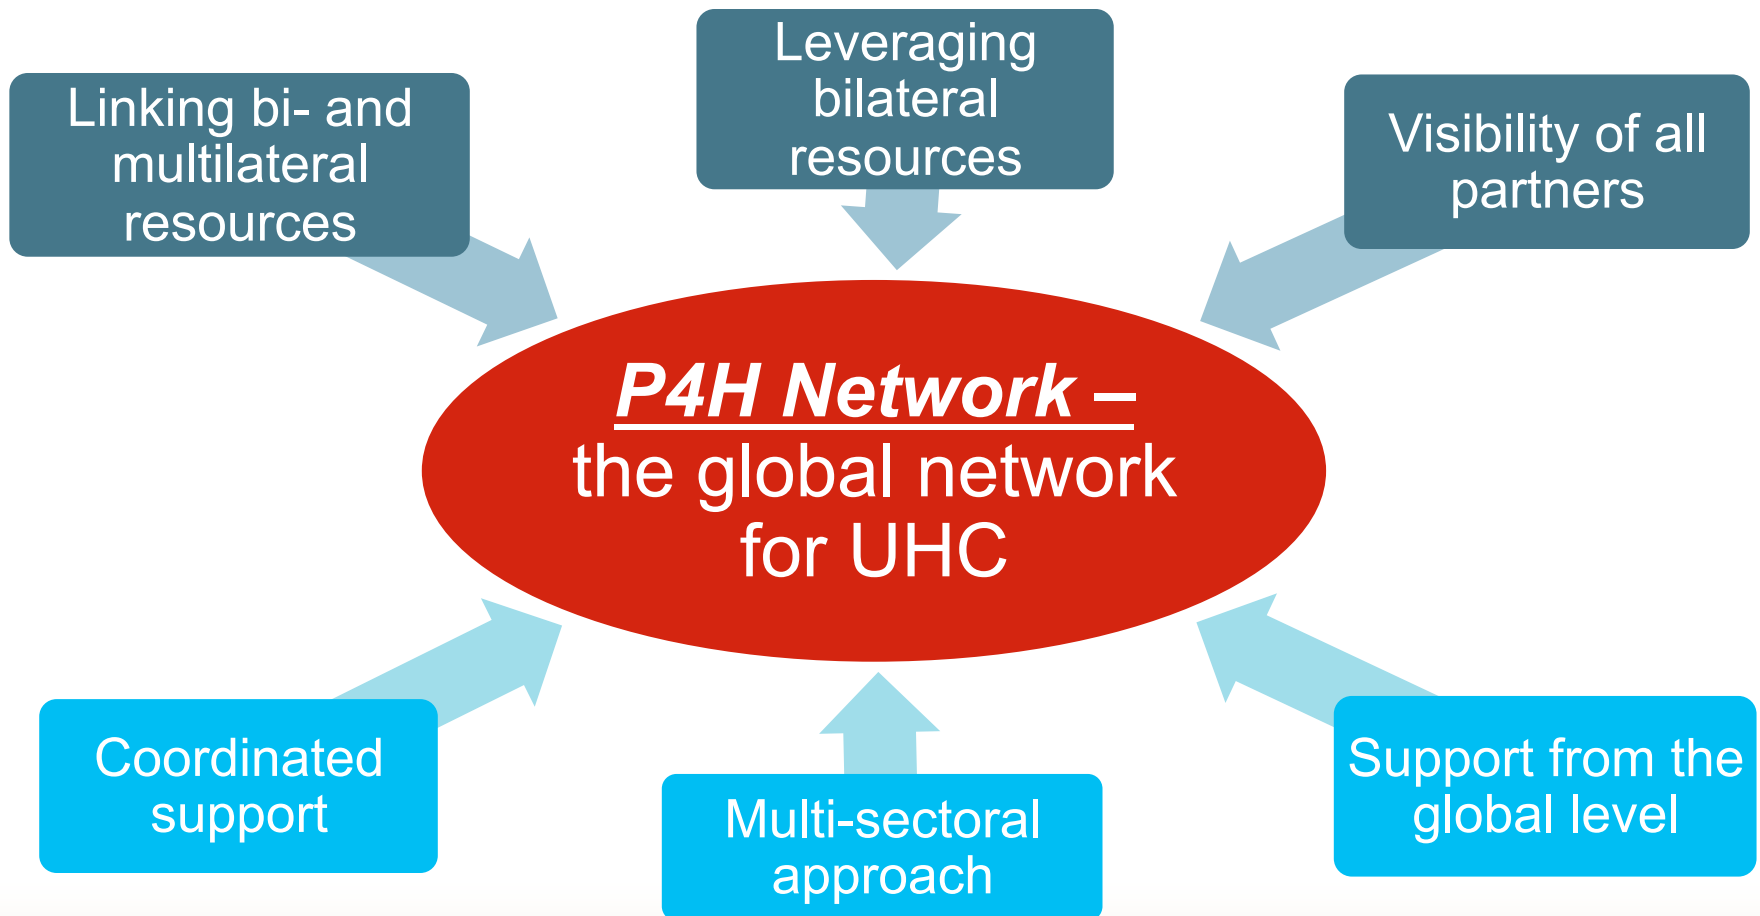 Leveraging
bilateral
resources
Linking bi- and
multilateral
resources
Visibility of all
partners
P4H Network –
the global network
for UHC
Coordinated
support
Multi-sectoral
approach
Support from the
global level